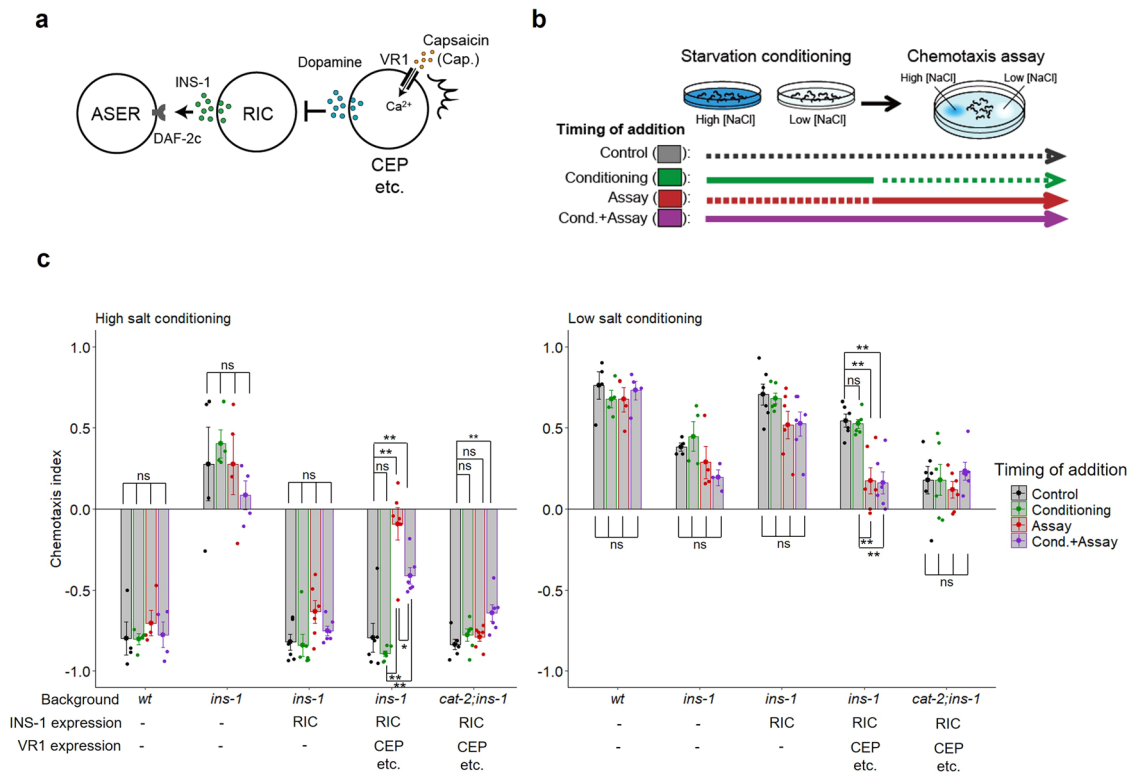 a
Capsaicin
(Cap.)
VR1
Dopamine
INS-1
Ca2+
ASER
RIC
DAF-2c
CEP
etc.
b
Starvation conditioning
Chemotaxis assay
High [NaCl]
Low [NaCl]
High [NaCl]
Low [NaCl]
Timing of addition
Control ( ):
Conditioning ( ):
Assay ( ):
Cond.+Assay ( ):
c
High salt conditioning
Chemotaxis index
1.0
0.5
0.0
-0.5
-1.0
ns
ns
ns
**
**
ns
*
**
**
**
ns
ns
Low salt conditioning
1.0
0.5
0.0
-0.5
-1.0
**
**
ns
ns
ns
ns
**
**
ns
Timing of addition
Control
Conditioning
Assay
Cond.+Assay
Background wt ins-1 ins-1 ins-1 cat-2;ins-1 wt ins-1 ins-1 ins-1 cat-2;ins-1
INS-1 expression - - RIC RIC RIC - - RIC RIC RIC
VR1 expression - - - CEP CEP - - - CEP CEP
etc. etc. etc. etc.